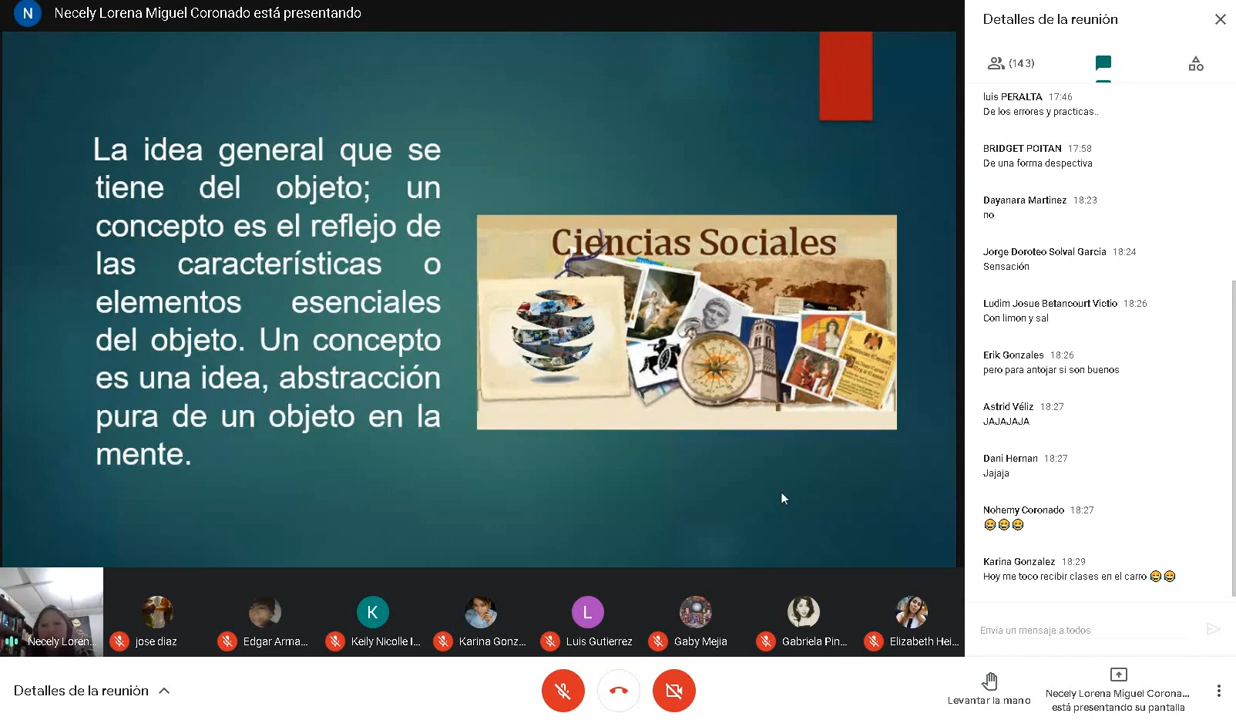 N
Necely Lorena Miguel Coronado está presentando
La idea general que se
tiene del objeto; un
concepto es el reflejo de
las características o
elementos esenciales
del objeto. Un concepto
es una idea, abstracción
pura de un objeto en la
mente.
Ciencias Sociales
Necely Loren...
jose diaz
Edgar Arma...
K
Keily Nicolle I...
Karina Gonz...
L
Luis Gutierrez
Gaby Mejia
Gabriela Pin...
Elizabeth Hei...
Detalles de la reunión
(143)
luis PERALTA 17:46
De los errores y practicas..
BRIDGET POITAN 17:58
De una forma despectiva
Dayanara Martinez 18:23
no
Jorge Doroteo Solval Garcia 18:24
Sensación
Ludim Josue Betancourt Victio 18:26
Con limon y sal
Erik Gonzales 18:26
pero para antojar si son buenos
Astrid Véliz 18:27
JAJAJAJA
Dani Hernan 18:27
Jajaja
Nohemy Coronado 18:27
😂😂😂
Karina Gonzalez 18:29
Hoy me toco recibir clases en el carro 😂😂
Envía un mensaje a todos
Detalles de la reunión
Levantar la mano
Necely Lorena Miguel Corona...
está presentando su pantalla